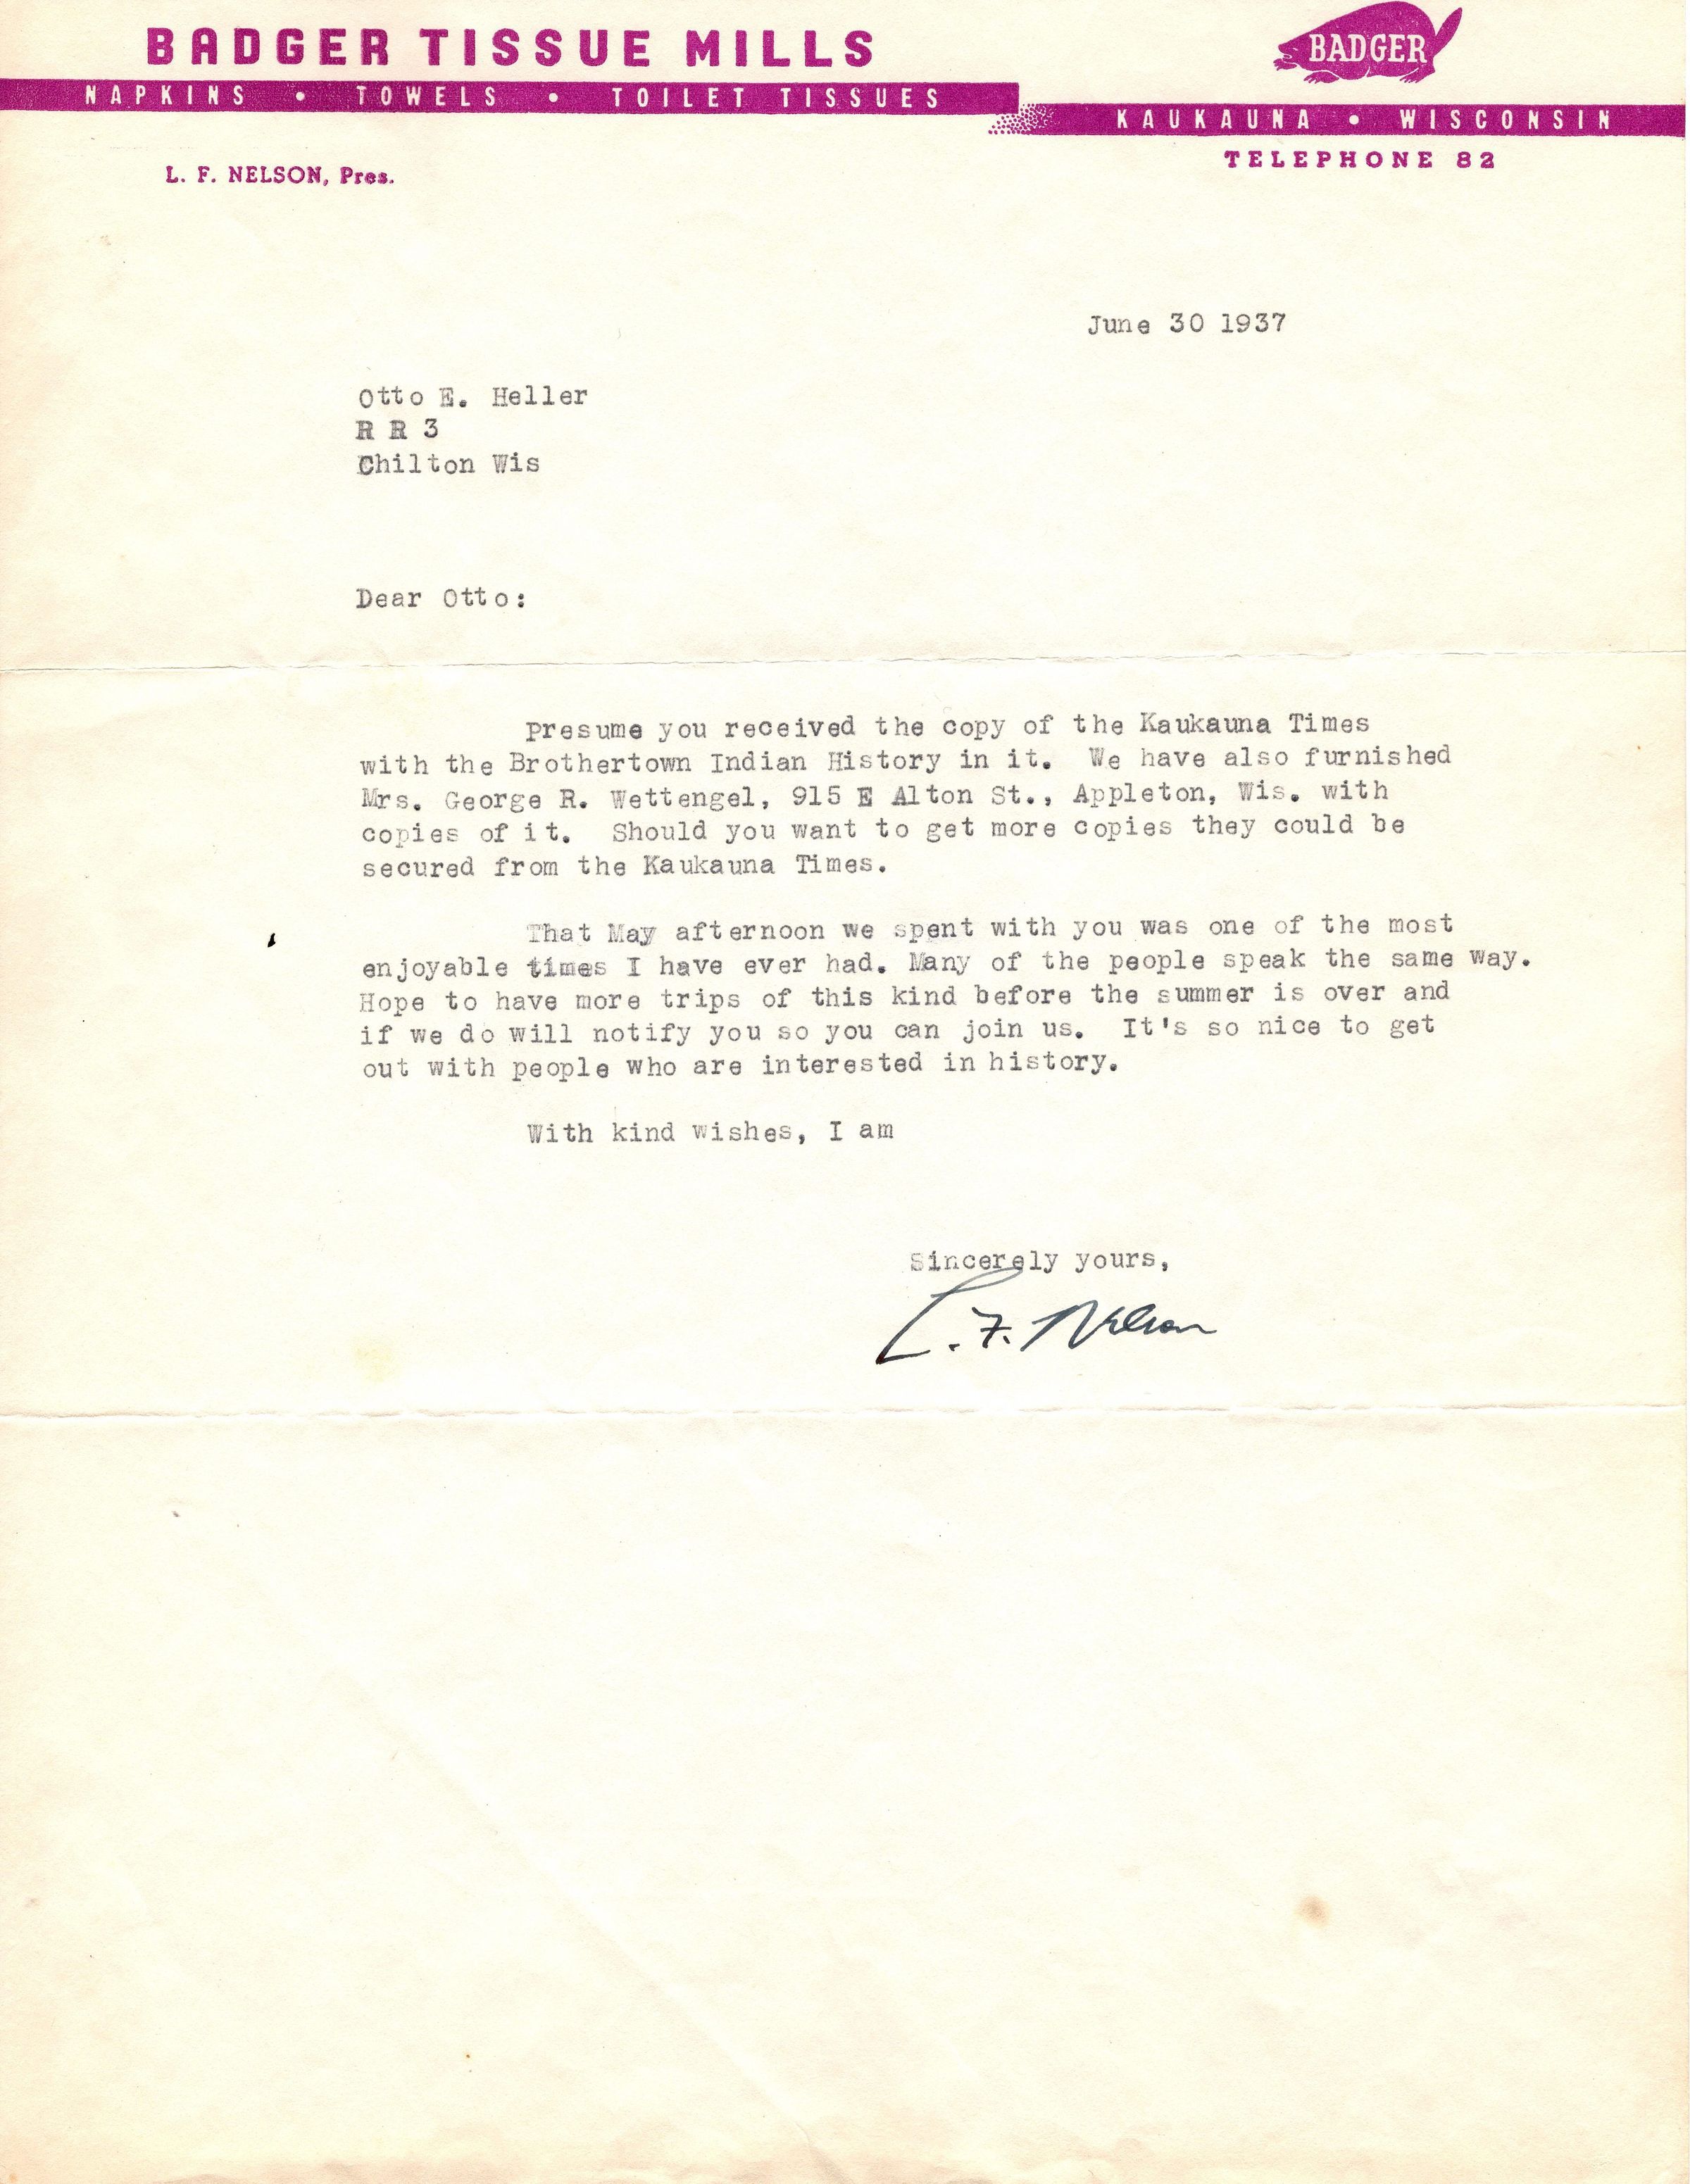 BADGER TISSUE MILLS
NAPKINS • TOWELS • TOILET TISSUES
BADGER
KAUKAUNA • WISCONSIN
TELEPHONE 82
L. F. NELSON, Pres.
June 30 1937
Otto E. Heller
R R 3
Chilton Wis
Dear Otto:
Presume you received the copy of the Kaukauna Times
with the Brothertown Indian History in it. We have also furnished
Mrs. George R. Wettengel, 915 E Alton St., Appleton, Wis. with
copies of it. Should you want to get more copies they could be
secured from the Kaukauna Times.
That May afternoon we spent with you was one of the most
enjoyable times I have ever had. Many of the people speak the same way.
Hope to have more trips of this kind before the summer is over and
if we do will notify you so you can join us. It's so nice to get
out with people who are interested in history.
With kind wishes, I am
Sincerely yours,
L. F. Nelson